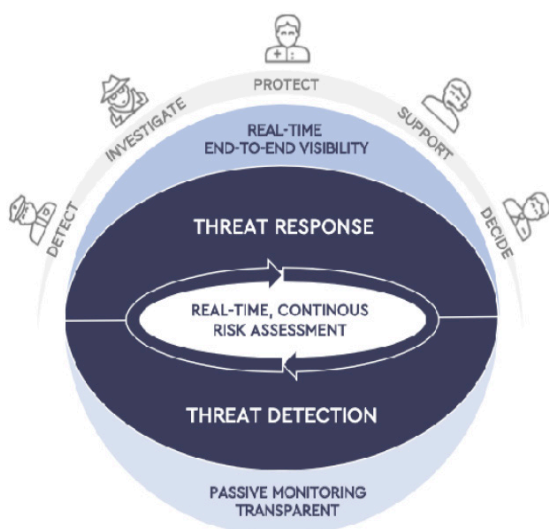 DETECT
INVESTIGATE
PROTECT
SUPPORT
DECIDE
REAL-TIME
END-TO-END VISIBILITY
THREAT RESPONSE
REAL-TIME, CONTINOUS
RISK ASSESSMENT
THREAT DETECTION
PASSIVE MONITORING
TRANSPARENT